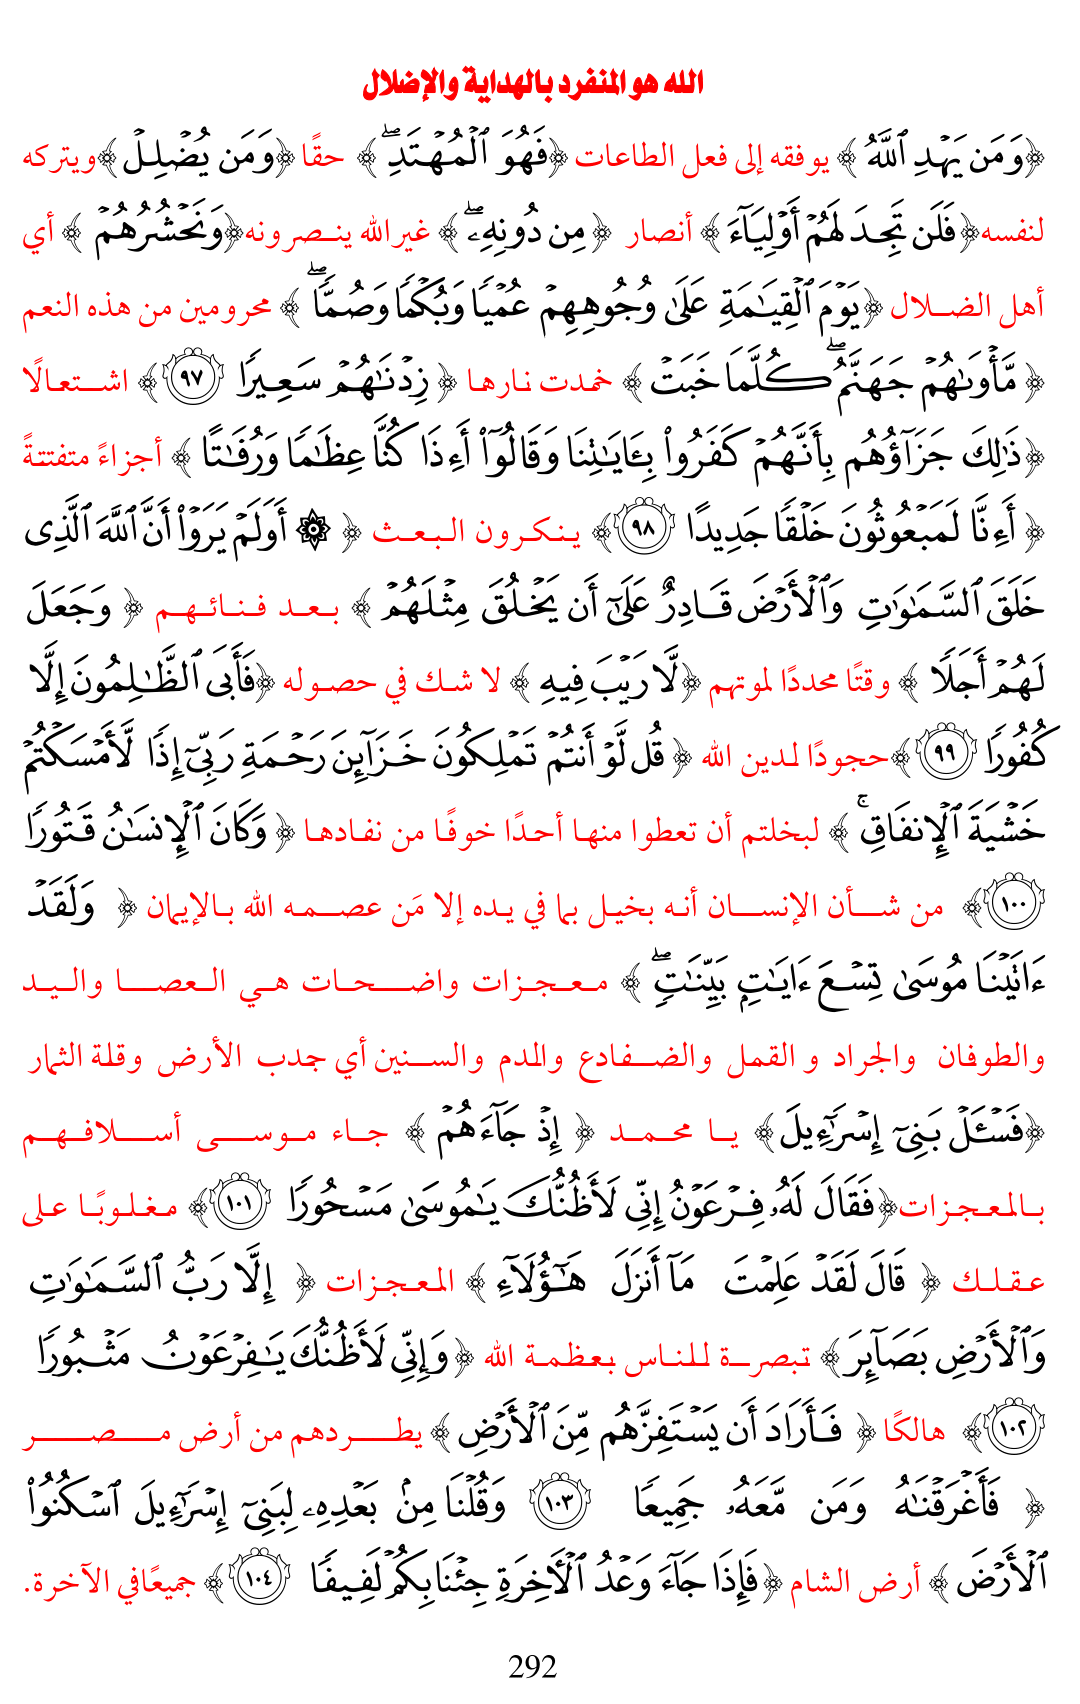 الله هو المنفرد بالهداية والإضلال
﴿وَمَن يَهْدِ ٱللَّهُ ﴾ يوفقه إلى فعل الطاعات ﴿فَهُوَ ٱلْمُهْتَدِۖ ﴾ حقًا ﴿وَمَن يُضْلِلْ﴾ويتركه
لنفسه﴿فَلَن تَجِدَ لَهُمْ أَوْلِيَآءَ﴾ أنصار ﴿ مِن دُونِهِۦۖ ﴾ غير الله ينصرونه﴿وَنَحْشُرُهُمْ ﴾ أي
أهل الضلال ﴿يَوْمَ ٱلْقِيَـٰمَةِ عَلَىٰ وُجُوهِهِمْ عُمْيًا وَبُكْمًا وَصُمًّاۖ ﴾ محرومين من هذه النعم
﴿ مَّأْوَىٰهُمْ جَهَنَّمُۖ كُلَّمَا خَبَتْ ﴾ خمدت نارها ﴿ زِدْنَـٰهُمْ سَعِيرًا ٩٧﴾ اشتعالًا
﴿ذَٰلِكَ جَزَآؤُهُم بِأَنَّهُمْ كَفَرُوا۟ بِـَٔايَـٰتِنَا وَقَالُوٓا۟ أَءِذَا كُنَّا عِظَـٰمًا وَرُفَـٰتًا ﴾ أجزاءً متفتتةً
﴿ أَءِنَّا لَمَبْعُوثُونَ خَلْقًا جَدِيدًا ٩٨﴾ ينكرون البعث ﴿ ۞ أَوَلَمْ يَرَوْا۟ أَنَّ ٱللَّهَ ٱلَّذِى
خَلَقَ ٱلسَّمَـٰوَٰتِ وَٱلْأَرْضَ قَادِرٌ عَلَىٰٓ أَن يَخْلُقَ مِثْلَهُمْ ﴾ بعد فنائهم ﴿ وَجَعَلَ
لَهُمْ أَجَلًا ﴾ وقتًا محددًا لموتهم ﴿لَّا رَيْبَ فِيهِ ﴾ لا شك في حصوله ﴿فَأَبَى ٱلظَّـٰلِمُونَ إِلَّا
كُفُورًا ٩٩﴾حجودًا لمدين الله ﴿ قُل لَّوْ أَنتُمْ تَمْلِكُونَ خَزَآئِنَ رَحْمَةِ رَبِّىٓ إِذًا لَّأَمْسَكْتُمْ
خَشْيَةَ ٱلْإِنفَاقِۚ ﴾ لبخلتم أن تعطوا منها أحدًا خوفًا من نفادها ﴿ وَكَانَ ٱلْإِنسَـٰنُ قَتُورًا
١٠٠﴾ من شأن الإنسان أنه بخيل بما في يده إلا مَن عصمه الله بالإيمان ﴿ وَلَقَدْ
ءَاتَيْنَا مُوسَىٰ تِسْعَ ءَايَـٰتٍۭ بَيِّنَـٰتٍۖ ﴾ معجزات واضحات هي العصا واليد
والطوفان والجراد و القمل والضفادع والمدم والسنين أي جمدب الأرض وقلة الثمار
﴿فَسْـَٔلْ بَنِىٓ إِسْرَٰٓءِيلَ﴾ يا محمد ﴿ إِذْ جَآءَهُمْ ﴾ جاء موسى أسلافهم
بالمعجزات﴿فَقَالَ لَهُۥ فِرْعَوْنُ إِنِّى لَأَظُنُّكَ يَـٰمُوسَىٰ مَسْحُورًا ١٠١﴾ مغلوبًا على
عقلك ﴿ قَالَ لَقَدْ عَلِمْتَ مَآ أَنزَلَ هَـٰٓؤُلَآءِ﴾ المعجزات ﴿ إِلَّا رَبُّ ٱلسَّمَـٰوَٰتِ
وَٱلْأَرْضِ بَصَآئِرَ﴾ تبصرة للناس بعظمة الله ﴿وَإِنِّى لَأَظُنُّكَ يَـٰفِرْعَوْنُ مَثْبُورًا
١٠٢﴾ هالكًا ﴿ فَأَرَادَ أَن يَسْتَفِزَّهُم مِّنَ ٱلْأَرْضِ ﴾ يطردهم من أرض مصر
﴿ فَأَغْرَقْنَـٰهُ وَمَن مَّعَهُۥ جَمِيعًا ١٠٣ وَقُلْنَا مِنۢ بَعْدِهِۦ لِبَنِىٓ إِسْرَٰٓءِيلَ ٱسْكُنُوا۟
ٱلْأَرْضَ ﴾ أرض الشام ﴿فَإِذَا جَآءَ وَعْدُ ٱلْـَٔاخِرَةِ جِئْنَا بِكُمْ لَفِيفًا ١٠٤﴾ جميعًافي الآخرة.
292